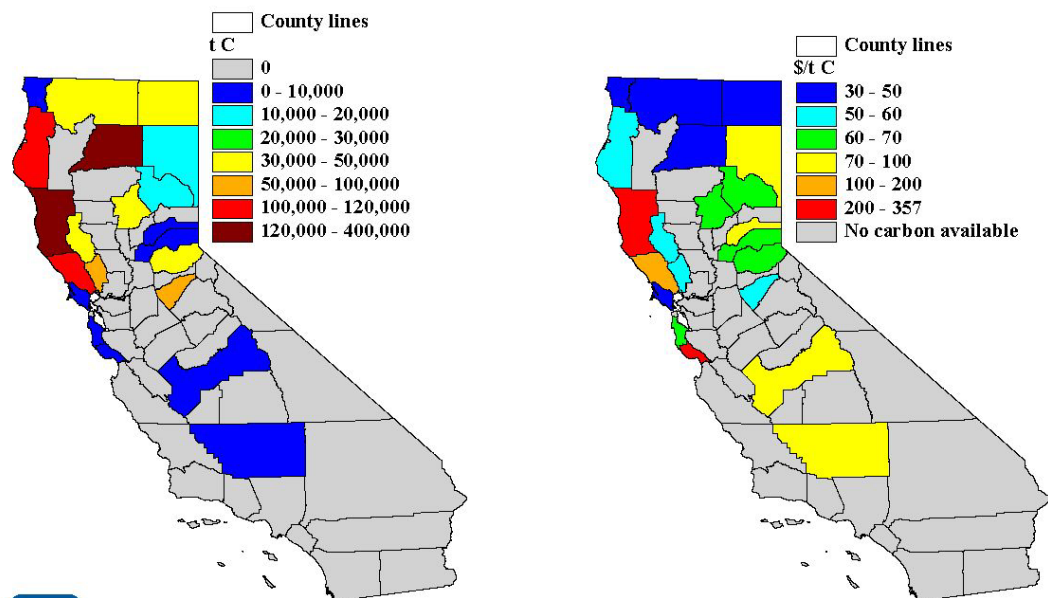 County lines
t C
0
0 - 10,000
10,000 - 20,000
20,000 - 30,000
30,000 - 50,000
50,000 - 100,000
100,000 - 120,000
120,000 - 400,000
County lines
$/t C
30 - 50
50 - 60
60 - 70
70 - 100
100 - 200
200 - 357
No carbon available